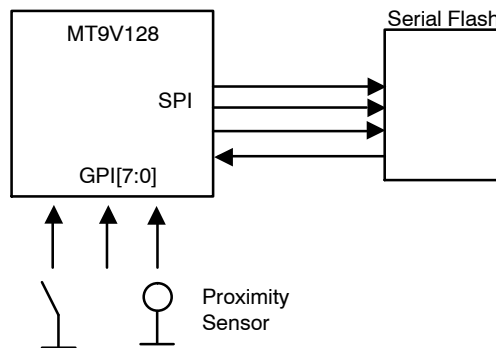 MT9V128
Serial Flash
SPI
GPI[7:0]
Proximity
Sensor